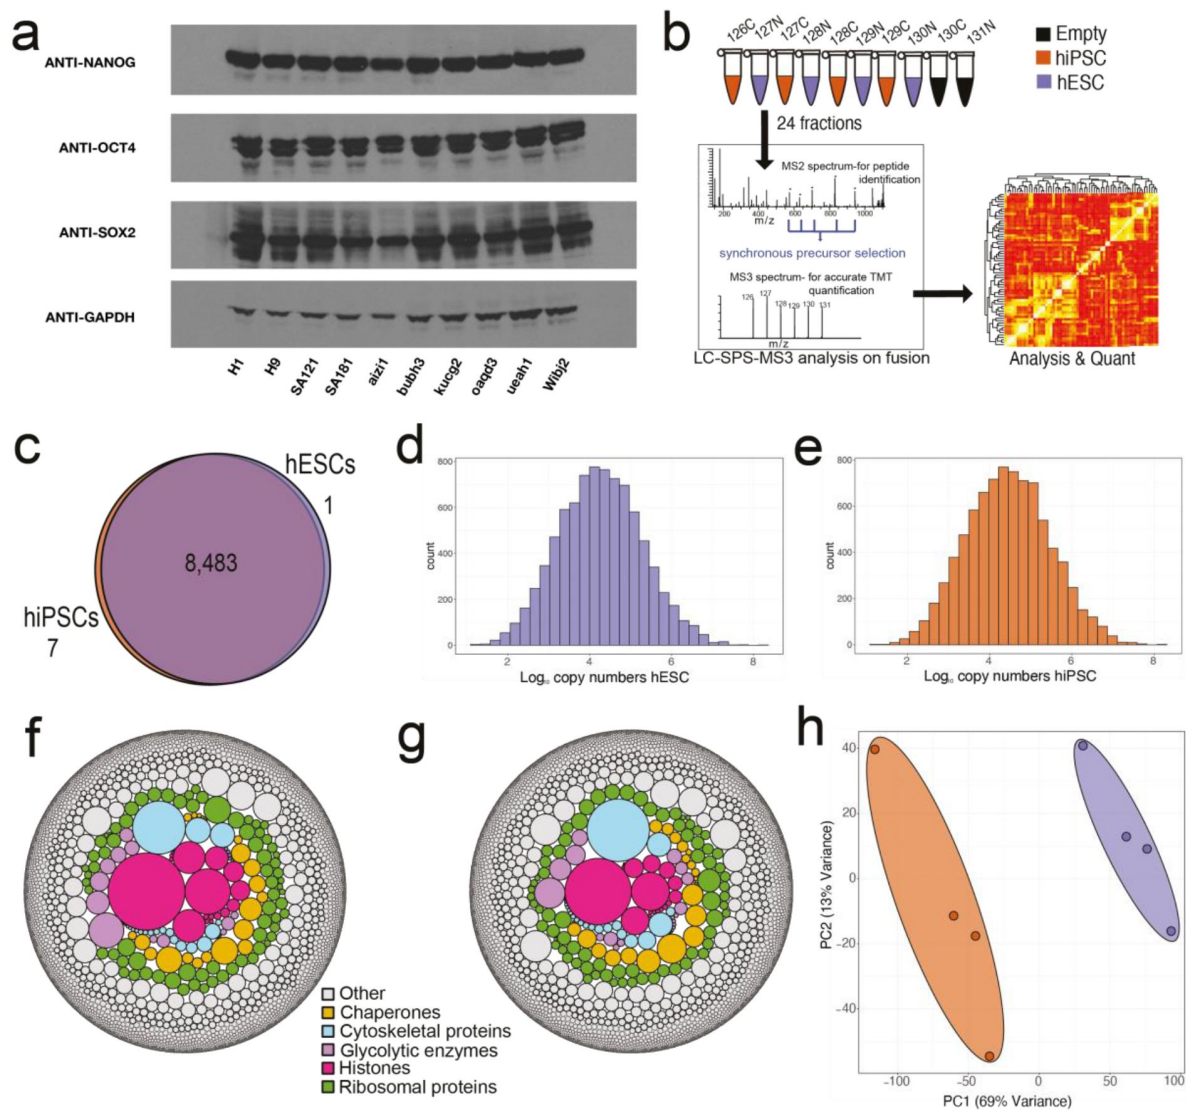 a
ANTI-NANOG
ANTI-OCT4
ANTI-SOX2
ANTI-GAPDH
H1
H9
SA121
SA181
aizi1
bubh3
kucg2
oaqd3
ueah1
Wibj2
b
126C
127N
127C
128N
128C
129N
129C
130N
130C
131N
Empty
hiPSC
hESC
24 fractions
MS2 spectrum-for peptide
identification
200 400 600 800 1000
m/z
synchronous precursor selection
MS3 spectrum- for accurate TMT
quantification
126 127 128 129 130 131
m/z
LC-SPS-MS3 analysis on fusion
Analysis & Quant
c
hESCs
1
8,483
hiPSCs
7
d
800
600
400
200
0
count
2 4 6 8
Log₁₀ copy numbers hESC
e
800
600
400
200
0
count
2 4 6 8
Log₁₀ copy numbers hiPSC
f
g
Other
Chaperones
Cytoskeletal proteins
Glycolytic enzymes
Histones
Ribosomal proteins
h
40
20
0
−20
−40
PC2 (13% Variance)
−100 −50 0 50 100
PC1 (69% Variance)